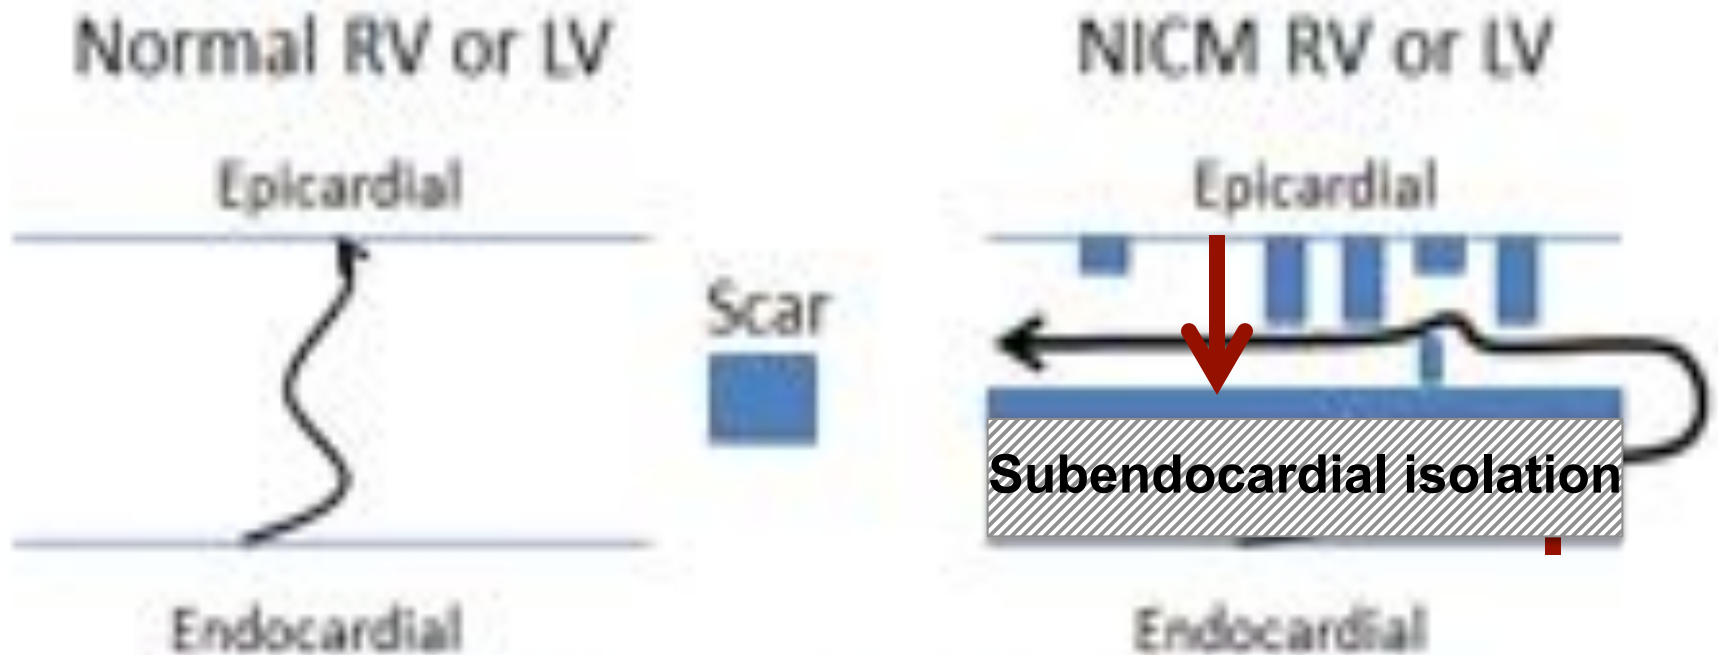 Normal RV or LV
NICM RV or LV
Epicardial
Epicardial
Scar
Subendocardial isolation
Endocardial
Endocardial